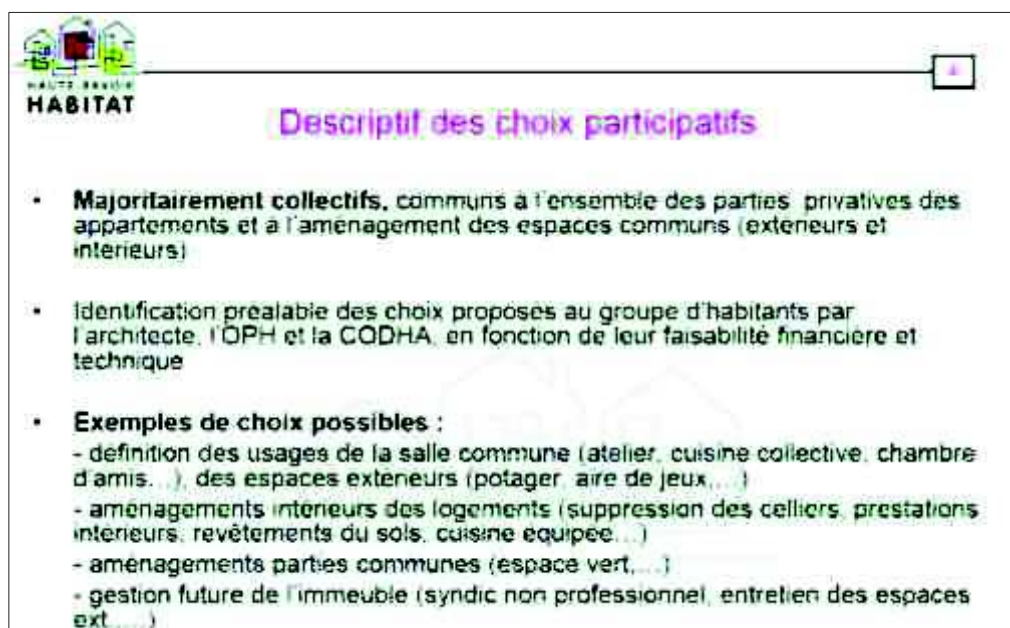 HAUTE-SAVOIE
HABITAT
Descriptif des choix participatifs
• Majoritairement collectifs, communs à l'ensemble des parties privatives des
appartements et à l'aménagement des espaces communs (extérieurs et
intérieurs)
• Identification préalable des choix proposés au groupe d'habitants par
l'architecte, l'OPH et la CODHA, en fonction de leur faisabilité financière et
technique
• Exemples de choix possibles :
- définition des usages de la salle commune (atelier, cuisine collective, chambre
d'amis...), des espaces extérieurs (potager, aire de jeux,...)
- aménagements intérieurs des logements (suppression des celliers, prestations
intérieurs, revêtements du sols, cuisine équipée...)
- aménagements parties communes (espace vert,...)
- gestion future de l'immeuble (syndic non professionnel, entretien des espaces
ext......)